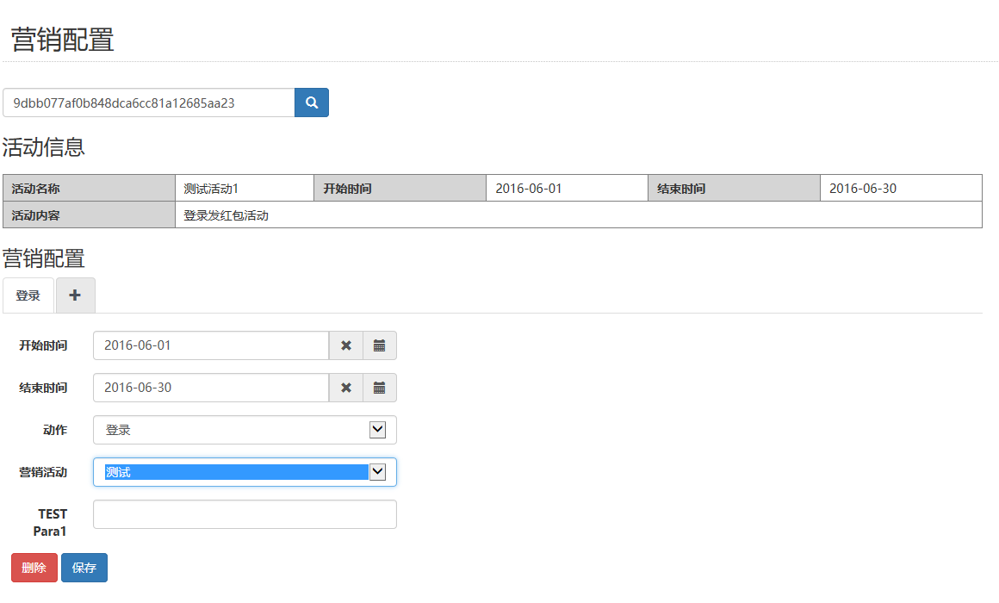 营销配置
9dbb077af0b848dca6cc81a12685aa23
活动信息
活动名称 测试活动1 开始时间 2016-06-01 结束时间 2016-06-30
活动内容 登录发红包活动
营销配置
登录
开始时间 2016-06-01
结束时间 2016-06-30
动作 登录
营销活动 测试
TEST
Para1
删除 保存